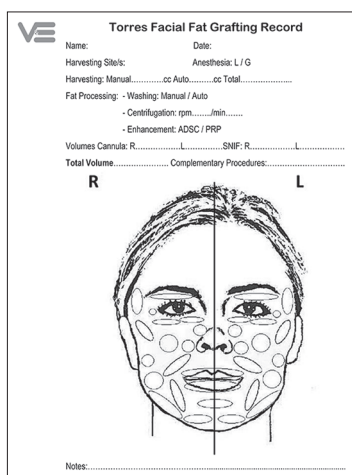 VE
Torres Facial Fat Grafting Record
Name: Date:
Harvesting Site/s: Anesthesia: L / G
Harvesting: Manual.............cc Auto..........cc Total.....................
Fat Processing: - Washing: Manual / Auto
- Centrifugation: rpm......../min.......
- Enhancement: ADSC / PRP
Volumes Cannula: R...................L................SNIF: R...................L...................
Total Volume...................... Complementary Procedures:...............................
R L
Notes:.......................................................................................................